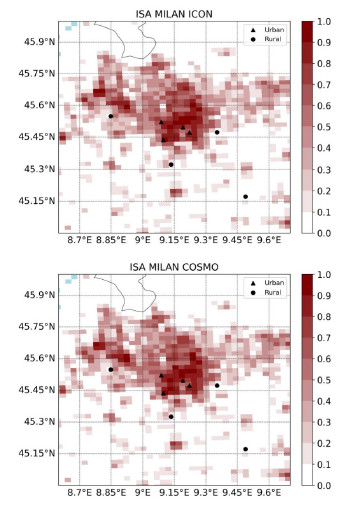 ISA MILAN ICON
Urban
Rural
45.9°N
45.75°N
45.6°N
45.45°N
45.3°N
45.15°N
8.7°E 8.85°E 9°E 9.15°E 9.3°E 9.45°E 9.6°E
1.0
0.9
0.8
0.7
0.6
0.5
0.4
0.3
0.2
0.1
0.0
ISA MILAN COSMO
Urban
Rural
45.9°N
45.75°N
45.6°N
45.45°N
45.3°N
45.15°N
8.7°E 8.85°E 9°E 9.15°E 9.3°E 9.45°E 9.6°E
1.0
0.9
0.8
0.7
0.6
0.5
0.4
0.3
0.2
0.1
0.0